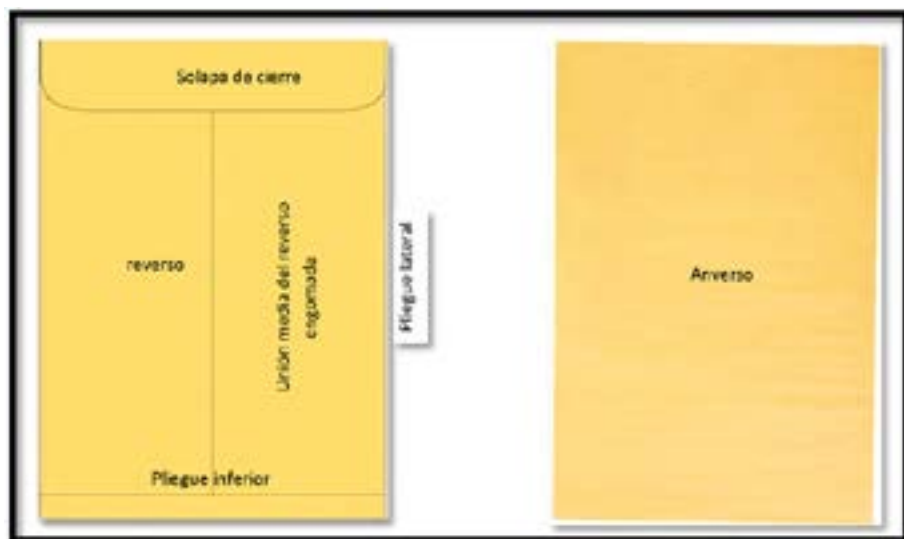 Solapa de cierre
reverso
Unión media del reverso
engomada
Pliegue lateral
Pliegue inferior
Anverso